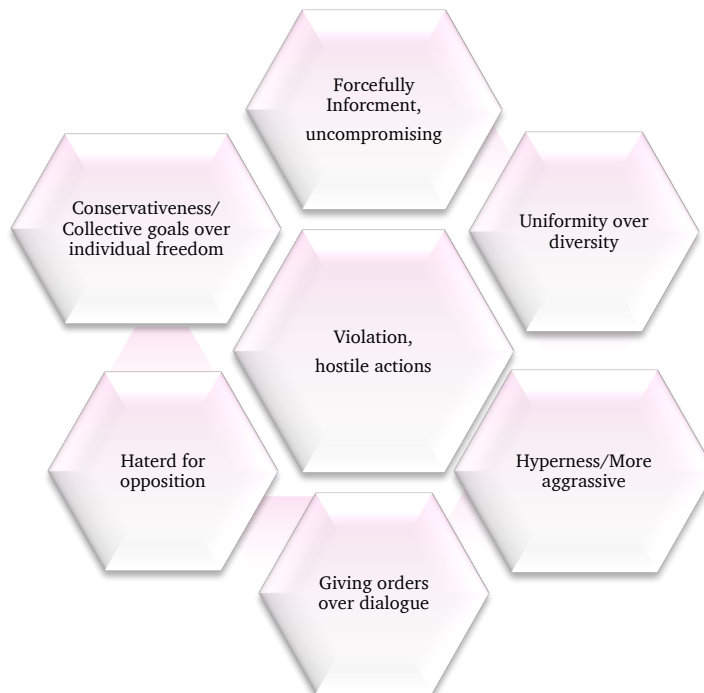 Forcefully
Inforcment,
uncompromising
Conservativeness/
Collective goals over
individual freedom
Uniformity over
diversity
Violation,
hostile actions
Haterd for
opposition
Hyperness/More
aggrassive
Giving orders
over dialogue